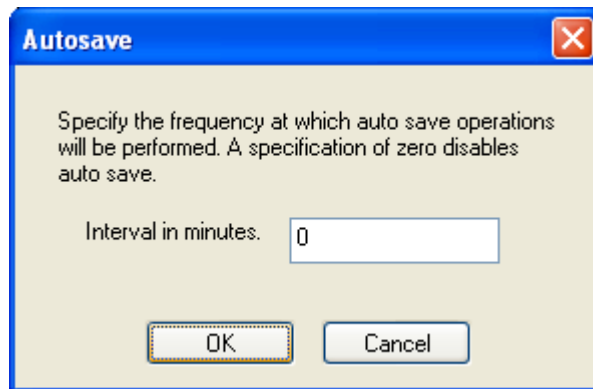 Autosave
Specify the frequency at which auto save operations
will be performed. A specification of zero disables
auto save.
Interval in minutes. 0
OK Cancel